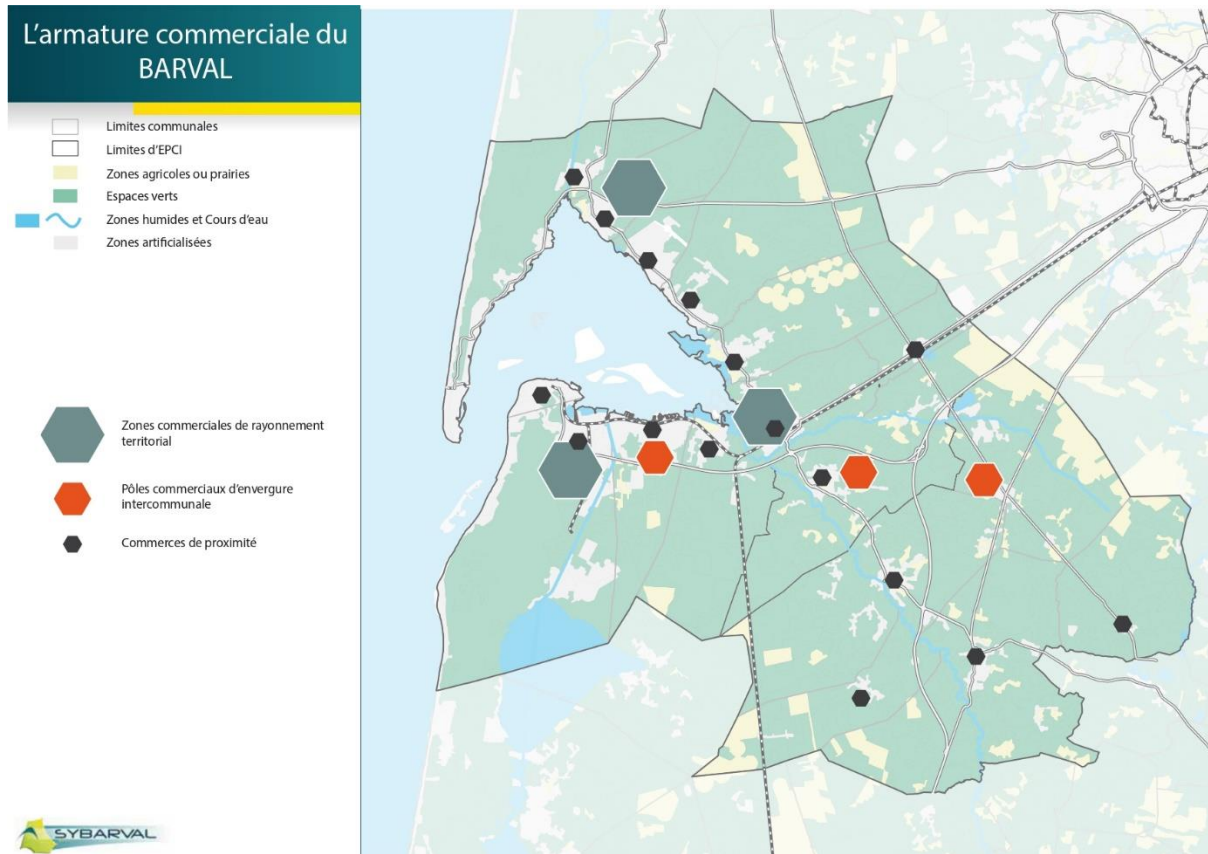 L'armature commerciale du
BARVAL
Limites communales
Limites d'EPCI
Zones agricoles ou prairies
Espaces verts
Zones humides et Cours d'eau
Zones artificialisées
Zones commerciales de rayonnement
territorial
Pôles commerciaux d'envergure
intercommunale
Commerces de proximité
SYBARVAL